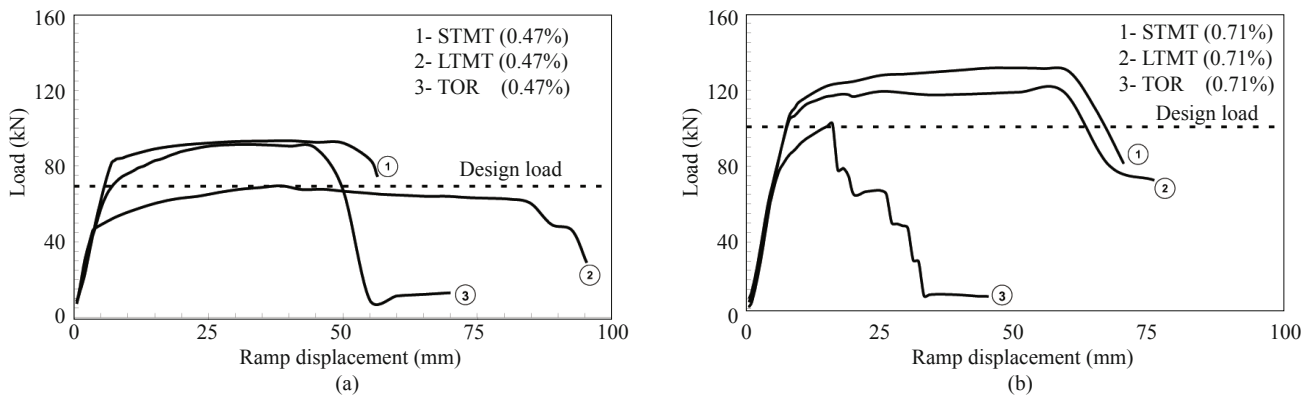 160
120
80
40
0
Load (kN)
1- STMT (0.47%)
2- LTMT (0.47%)
3- TOR (0.47%)
Design load
1
2
3
0 25 50 75 100
Ramp displacement (mm)
(a)
160
120
80
40
0
Load (kN)
1- STMT (0.71%)
2- LTMT (0.71%)
3- TOR (0.71%)
Design load
1
2
3
0 25 50 75 100
Ramp displacement (mm)
(b)